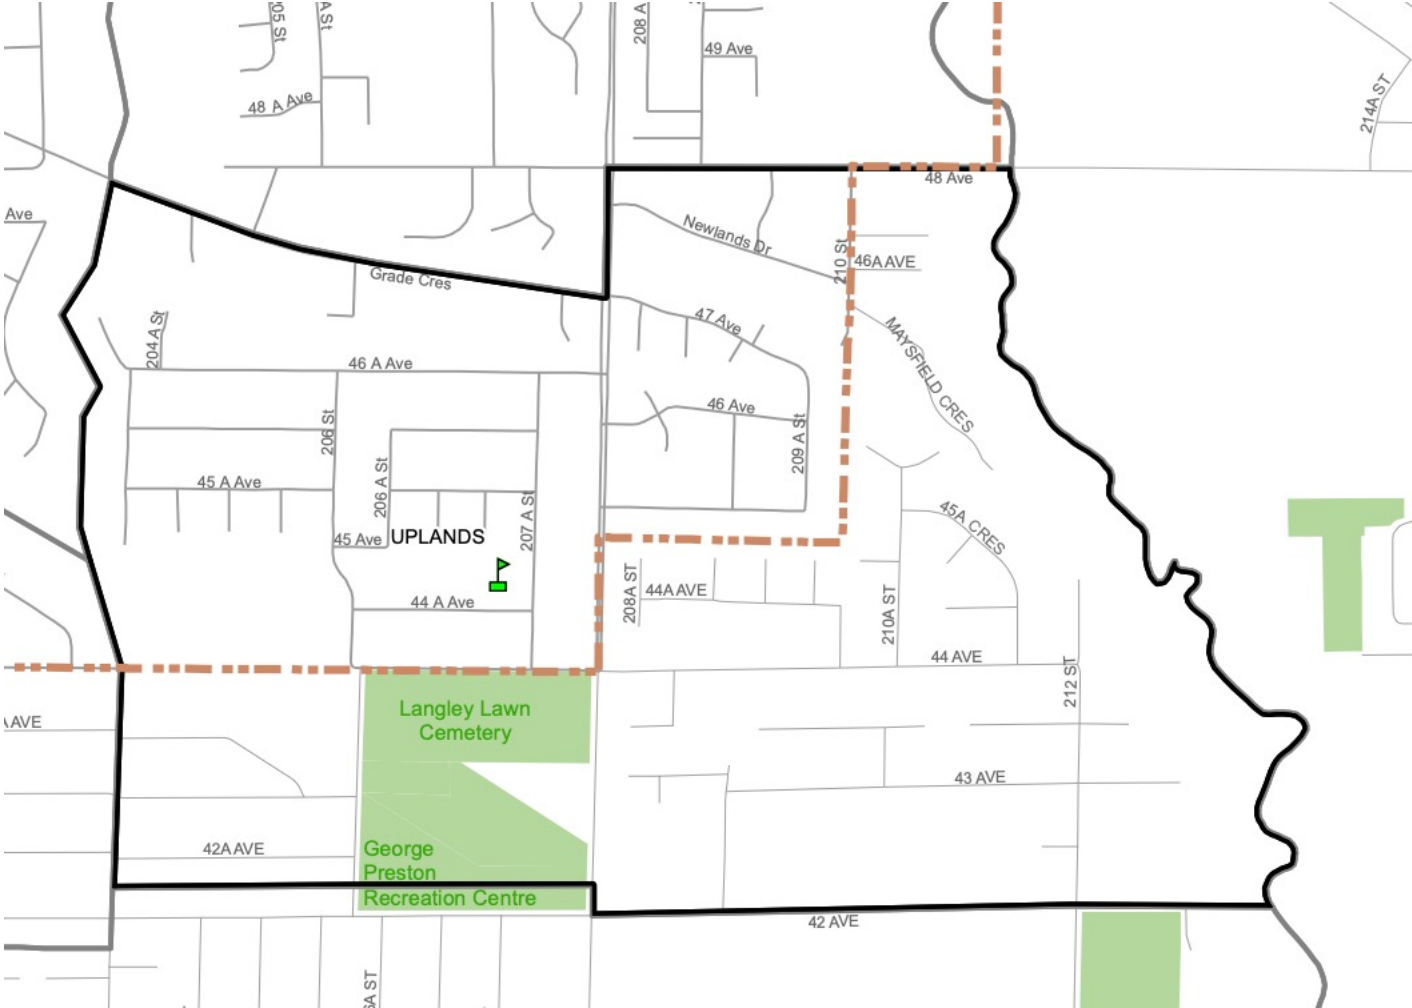 205 St
A St
208 A
49 Ave
48 A Ave
214A ST
48 Ave
Ave
Newlands Dr
210 St
46A AVE
Grade Cres
204 A St
47 Ave
MAYSFIELD CRES
46 A Ave
206 St
46 Ave
209 A St
45 A Ave
206 A St
207 A St
45A CRES
45 Ave
UPLANDS
208A ST
44A AVE
210A ST
44 A Ave
44 AVE
212 ST
Langley Lawn
Cemetery
A AVE
43 AVE
42A AVE
George
Preston
Recreation Centre
42 AVE
6A ST